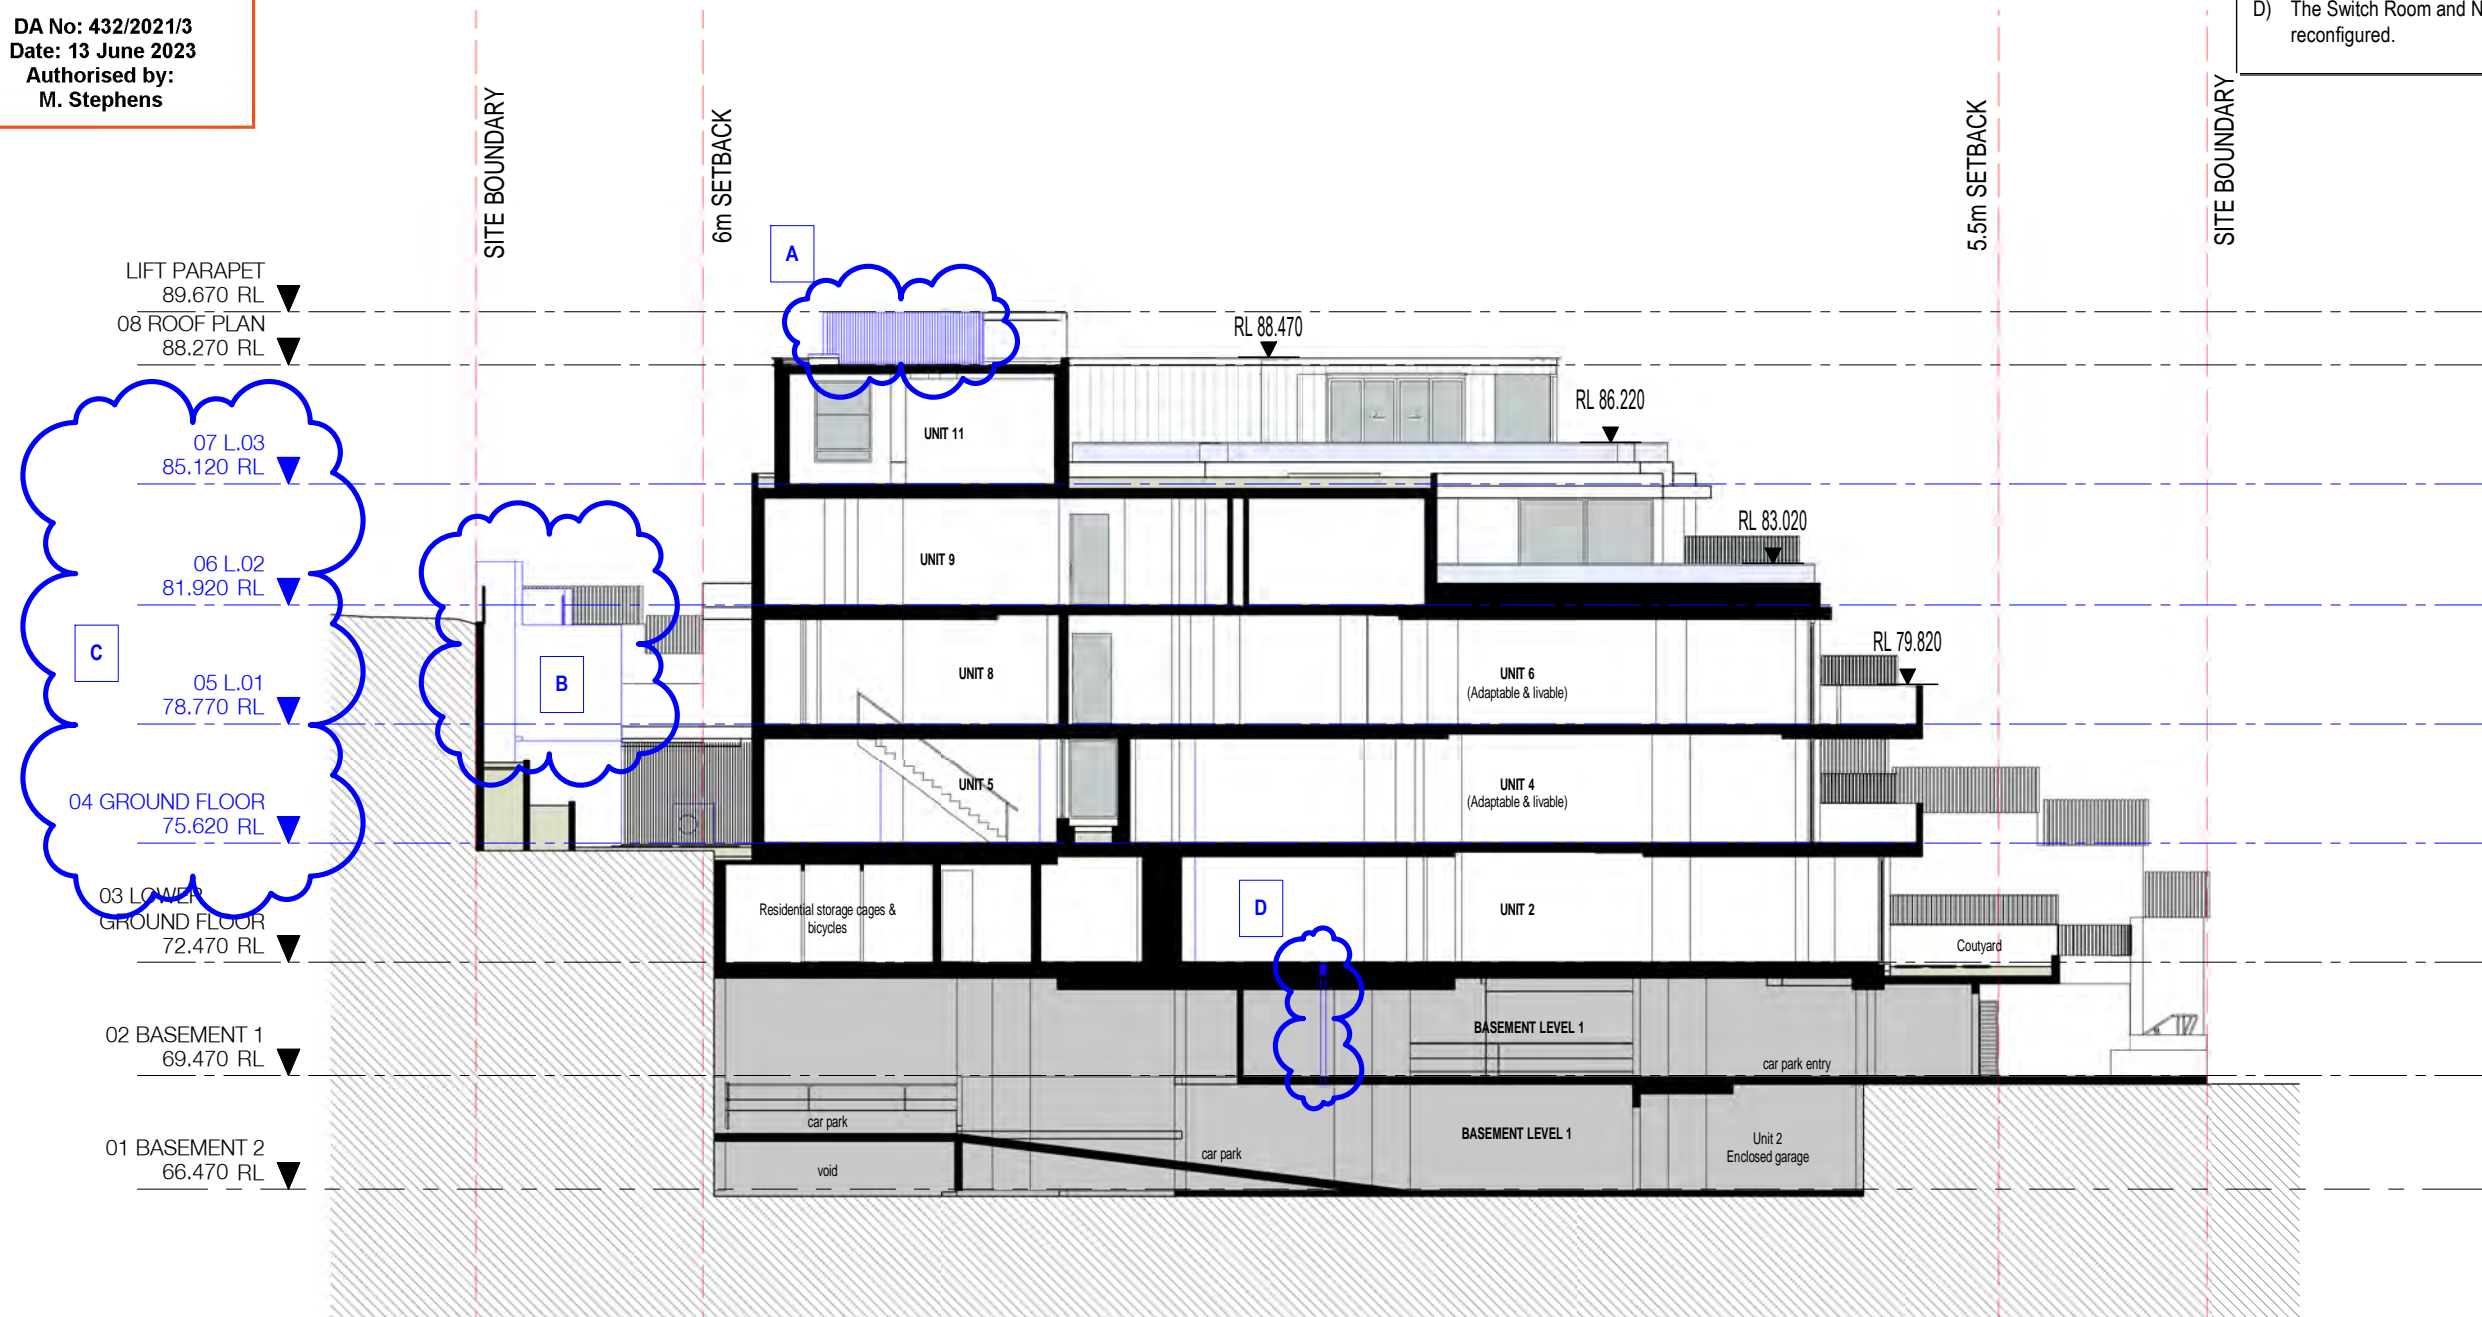 DA No: 432/2021/3
Date: 13 June 2023
Authorised by:
M. Stephens
D) The Switch Room and
reconfigured.
SITE BOUNDARY
6m SETBACK
5.5m SETBACK
SITE BOUNDARY
A
LIFT PARAPET
89.670 RL
08 ROOF PLAN
88.270 RL
RL 88.470
RL 86.220
07 L.03
85.120 RL
UNIT 11
RL 83.020
06 L.02
81.920 RL
UNIT 9
C
B
05 L.01
78.770 RL
UNIT 8
UNIT 6
(Adaptable & livable)
RL 79.820
04 GROUND FLOOR
75.620 RL
UNIT 5
UNIT 4
(Adaptable & livable)
03 LOWER
GROUND FLOOR
72.470 RL
Residential storage cages &
bicycles
D
UNIT 2
Coutyard
02 BASEMENT 1
69.470 RL
BASEMENT LEVEL 1
car park entry
01 BASEMENT 2
66.470 RL
car park
void
car park
BASEMENT LEVEL 1
Unit 2
Enclosed garage